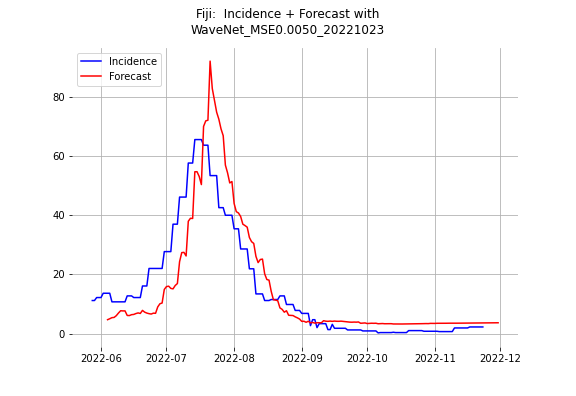 Fiji:  Incidence + Forecast with
WaveNet_MSE0.0050_20221023
Incidence
Forecast
80
60
40
20
0
2022-06 2022-07 2022-08 2022-09 2022-10 2022-11 2022-12